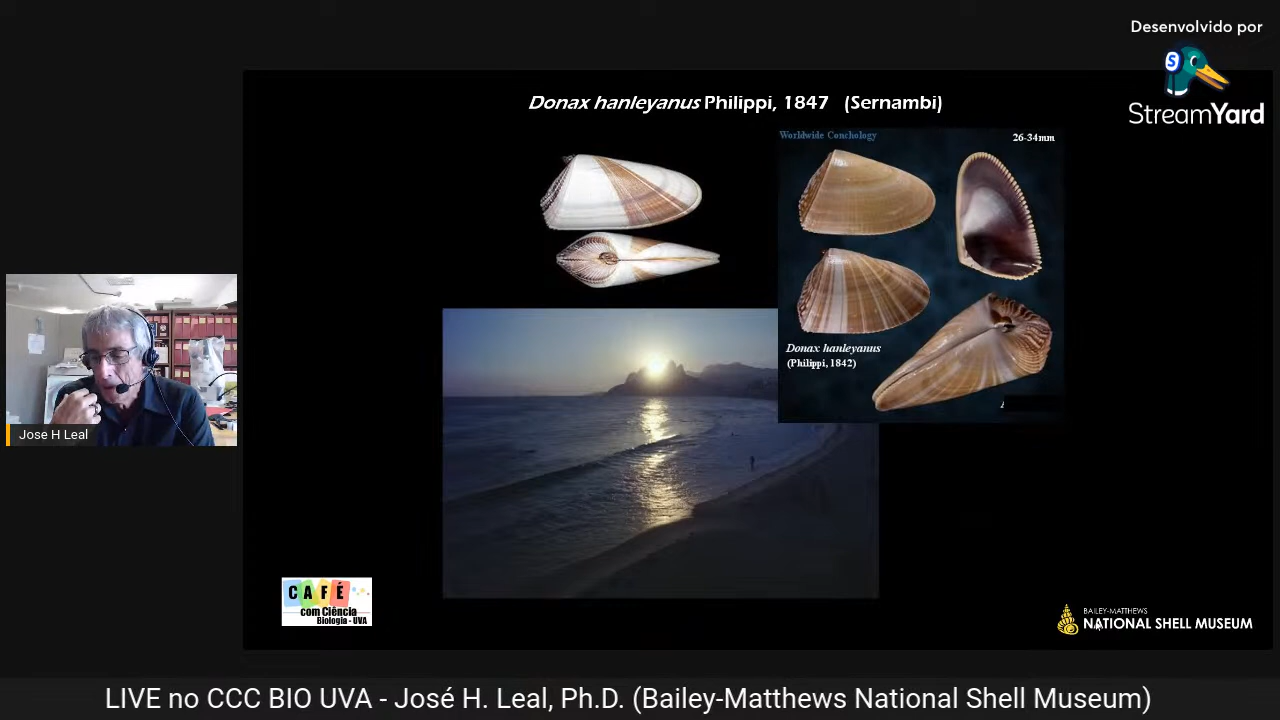 Desenvolvido por
StreamYard
Donax hanleyanus Philippi, 1847 (Sernambi)
Worldwide Conchology
26-34mm
Donax hanleyanus
(Philippi, 1842)
Jose H Leal
CAFÉ
com Ciência
Biologia - UVA
BAILEY-MATTHEWS
NATIONAL SHELL MUSEUM
LIVE no CCC BIO UVA - José H. Leal, Ph.D. (Bailey-Matthews National Shell Museum)